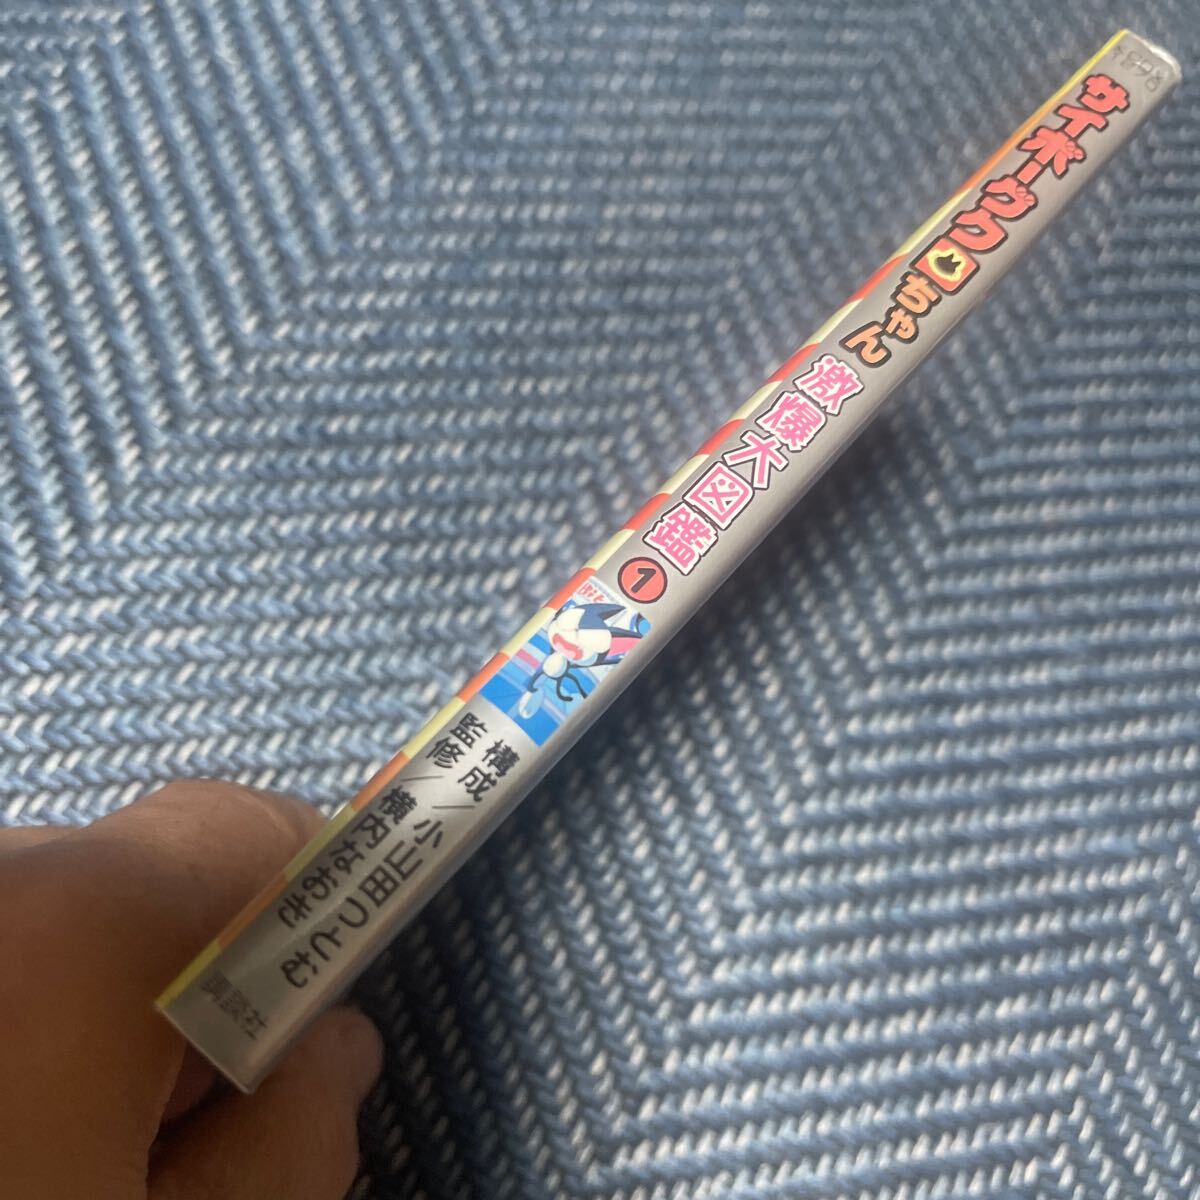 サイボーグクロちゃん
激爆大図鑑
1
構成／小山田つとむ
監修／横内なおき
講談社